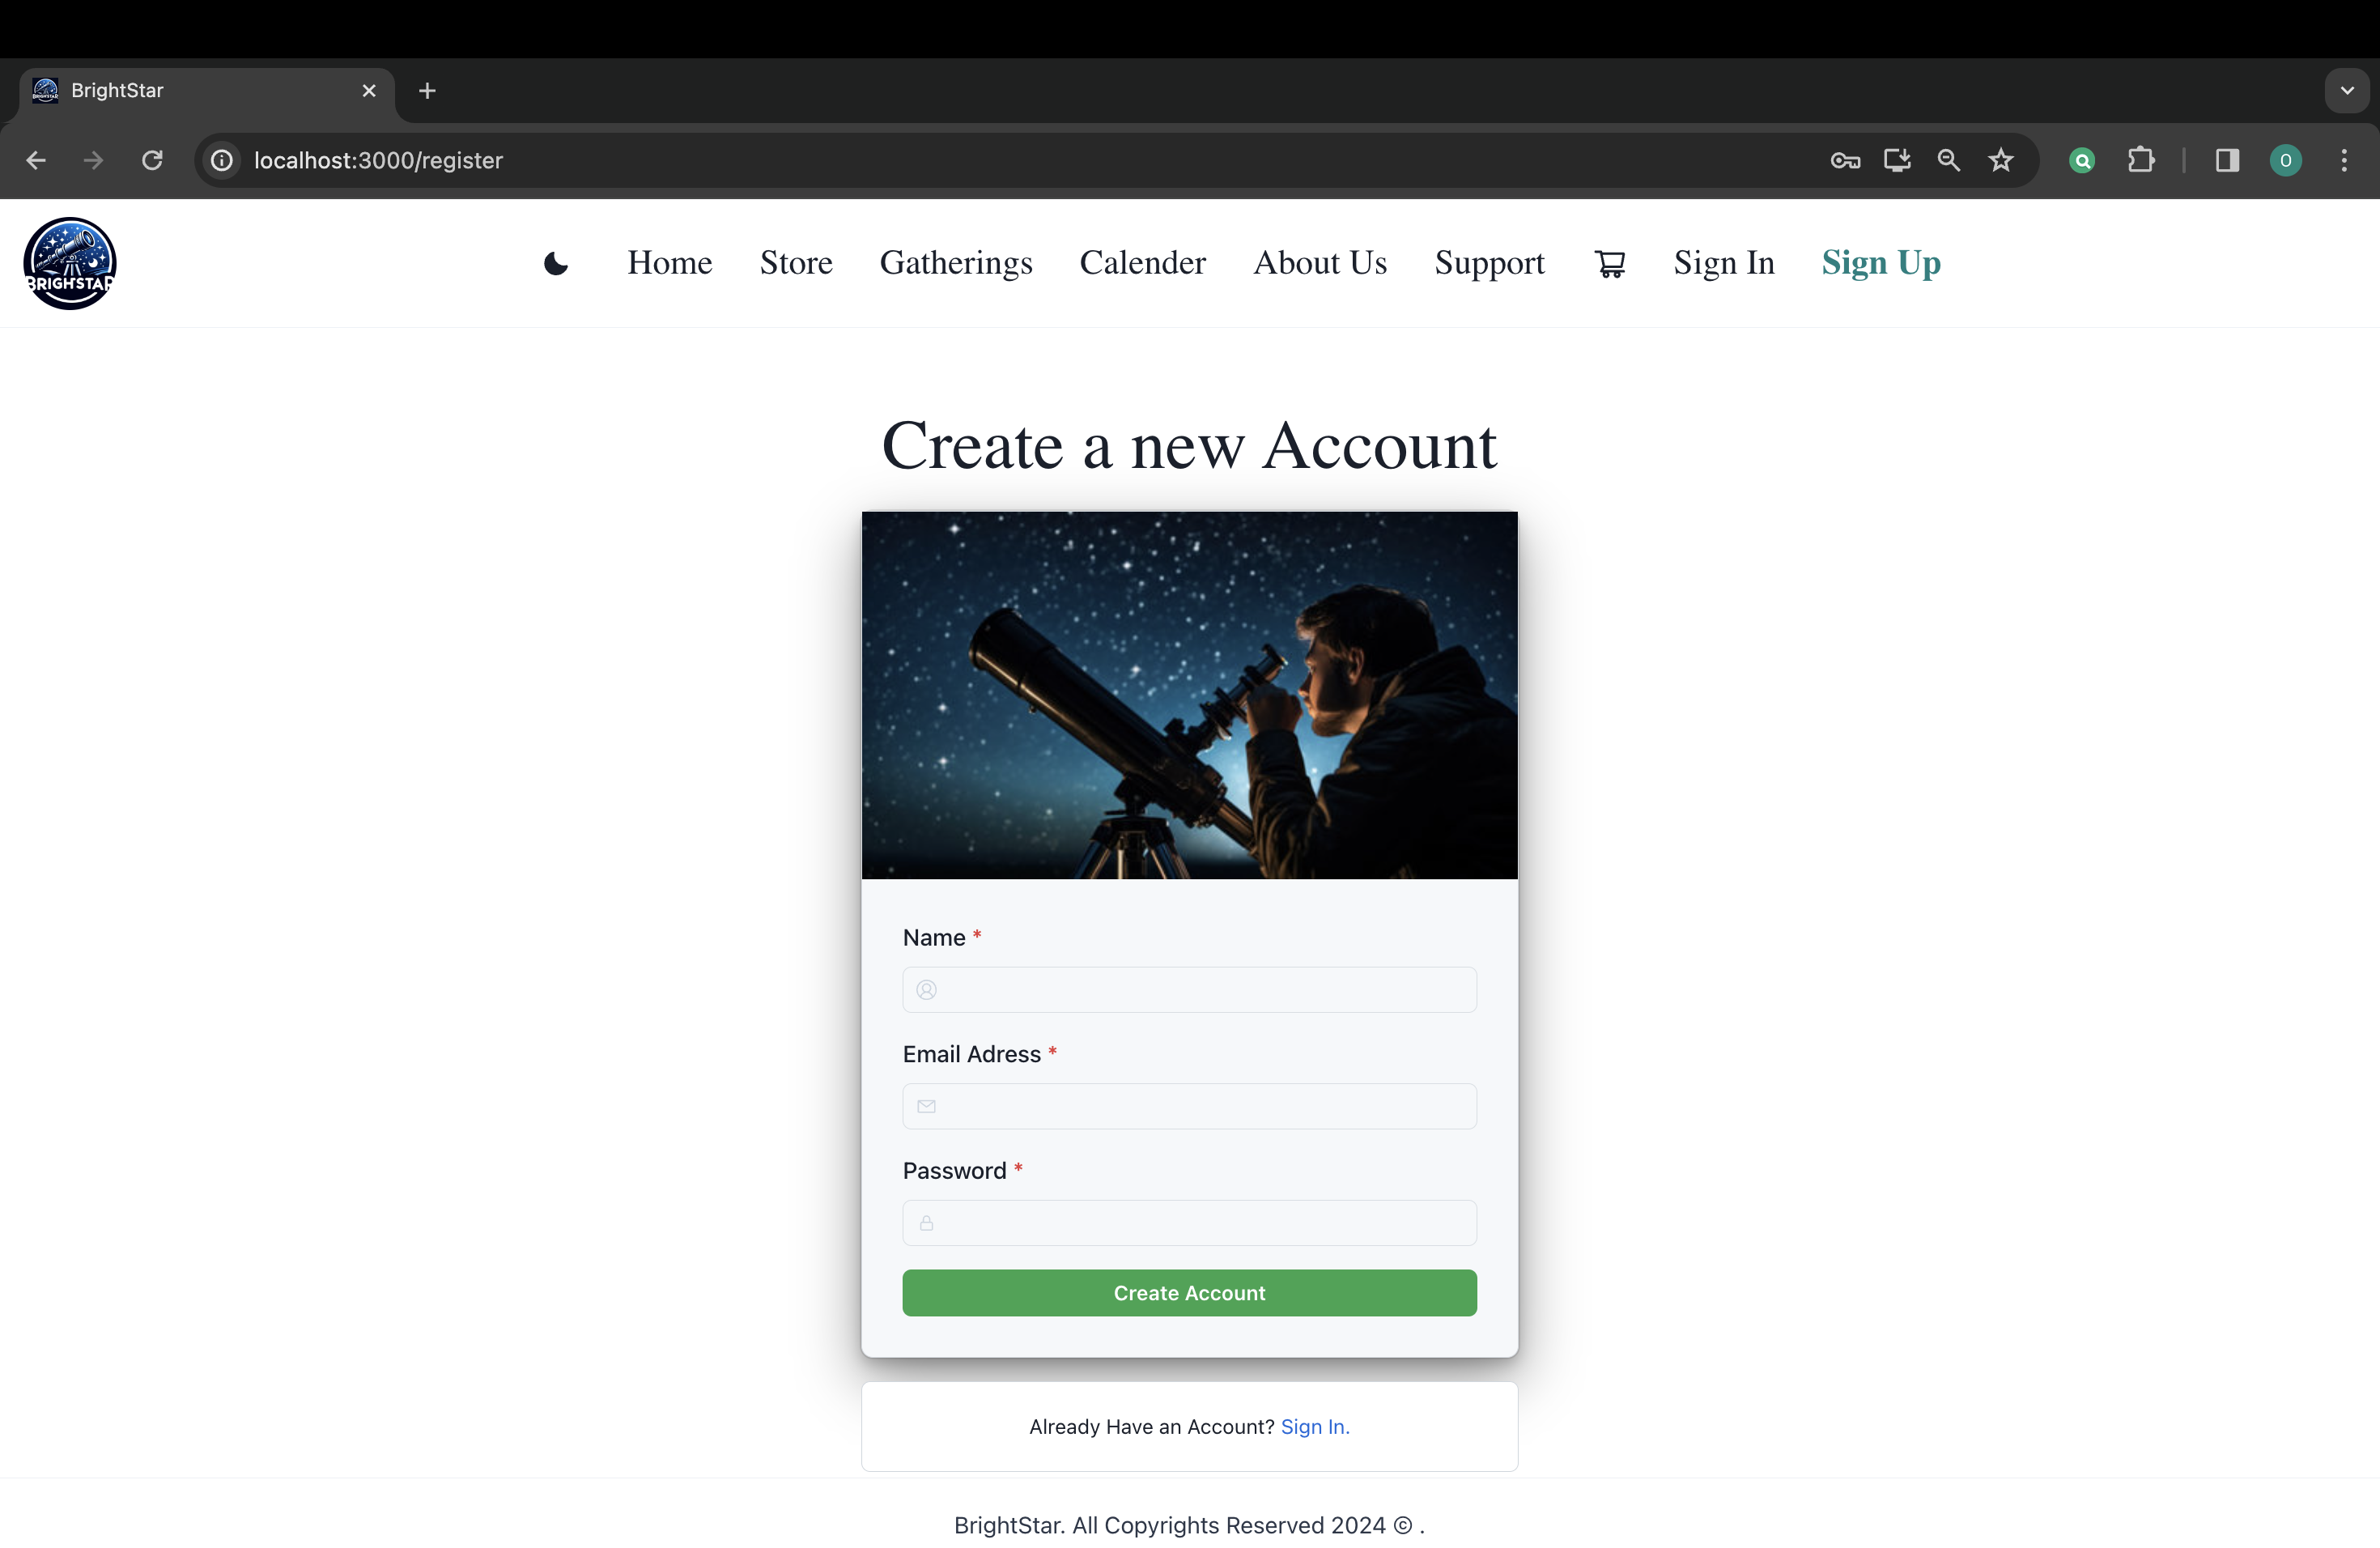 BrightStar
localhost:3000/register
O
BRIGHSTAR
Home Store Gatherings Calender About Us Support Sign In Sign Up
Create a new Account
Name *
Email Adress *
Password *
Create Account
Already Have an Account? Sign In.
BrightStar. All Copyrights Reserved 2024 © .